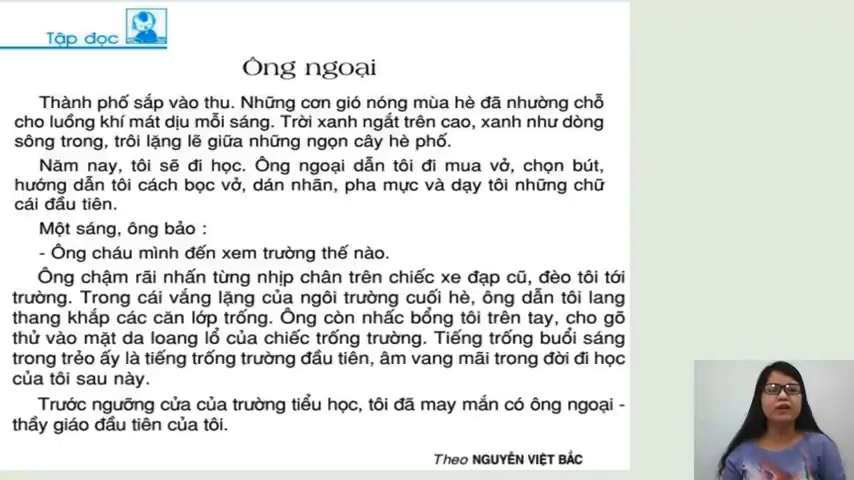 Tập đọc
Ông ngoại
Thành phố sắp vào thu. Những cơn gió nóng mùa hè đã nhường chỗ
cho luồng khí mát dịu mỗi sáng. Trời xanh ngắt trên cao, xanh như dòng
sông trong, trôi lặng lẽ giữa những ngọn cây hè phố.
Năm nay, tôi sẽ đi học. Ông ngoại dẫn tôi đi mua vở, chọn bút,
hướng dẫn tôi cách bọc vở, dán nhãn, pha mực và dạy tôi những chữ
cái đầu tiên.
Một sáng, ông bảo :
- Ông cháu mình đến xem trường thế nào.
Ông chậm rãi nhấn từng nhịp chân trên chiếc xe đạp cũ, đèo tôi tới
trường. Trong cái vắng lặng của ngôi trường cuối hè, ông dẫn tôi lang
thang khắp các căn lớp trống. Ông còn nhấc bổng tôi trên tay, cho gõ
thử vào mặt da loang lổ của chiếc trống trường. Tiếng trống buổi sáng
trong trẻo ấy là tiếng trống trường đầu tiên, âm vang mãi trong đời đi học
của tôi sau này.
Trước ngưỡng cửa của trường tiểu học, tôi đã may mắn có ông ngoại -
thầy giáo đầu tiên của tôi.
Theo NGUYỄN VIỆT BẮC